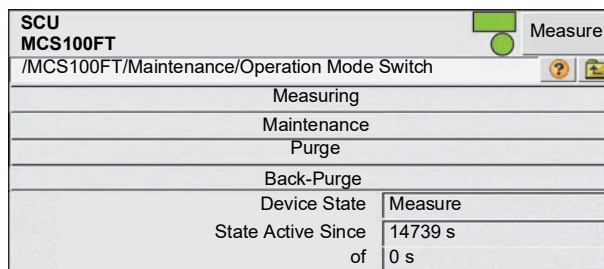 SCU
MCS100FT
Measure
/MCS100FT/Maintenance/Operation Mode Switch
?
Measuring
Maintenance
Purge
Back-Purge
Device State Measure
State Active Since 14739 s
of 0 s